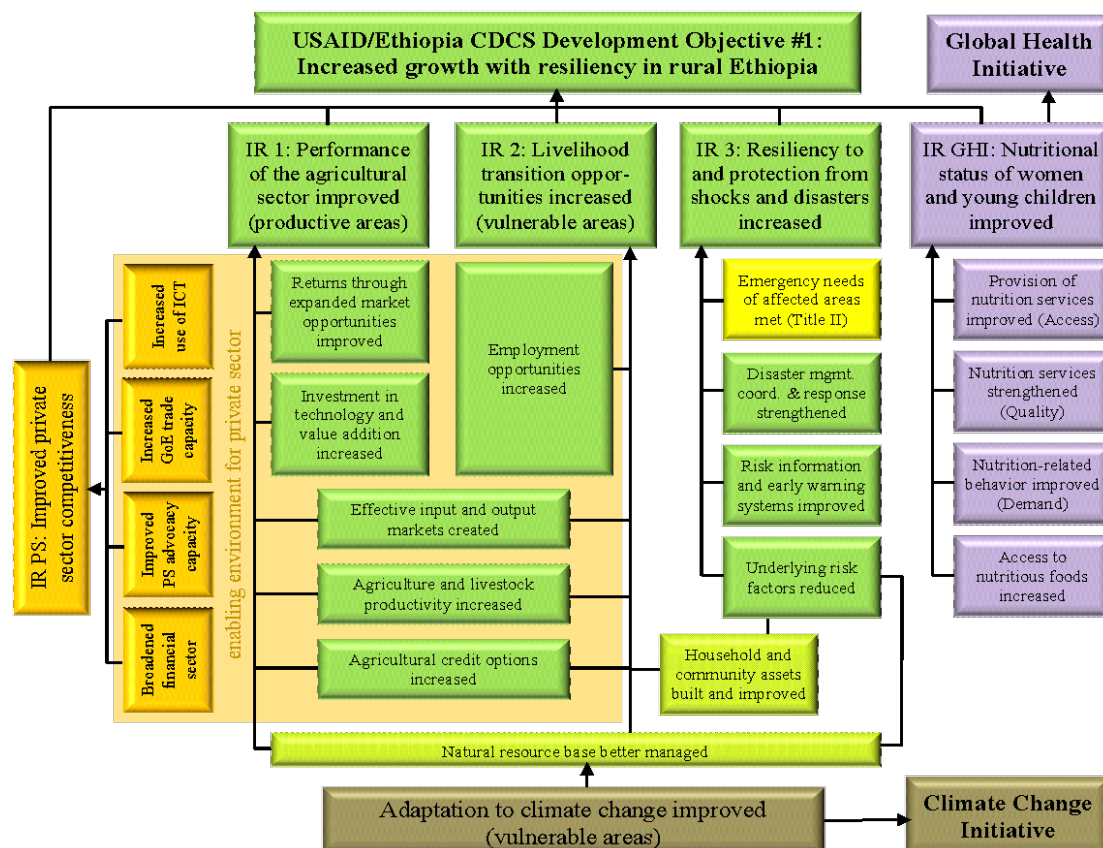 USAID/Ethiopia CDCS Development Objective #1:
Increased growth with resiliency in rural Ethiopia
Global Health
Initiative
IR 1: Performance
of the agricultural
sector improved
(productive areas)
IR 2: Livelihood
transition oppor-
tunities increased
(vulnerable areas)
IR 3: Resiliency to
and protection from
shocks and disasters
increased
IR GHI: Nutritional
status of women
and young children
improved
IR PS: Improved private
sector competitiveness
Increased
use of ICT
Increased
GoE trade
capacity
Improved
PS advocacy
capacity
Broadened
financial
sector
enabling environment for private sector
Returns through
expanded market
opportunities
improved
Investment in
technology and
value addition
increased
Employment
opportunities
increased
Effective input and output
markets created
Agriculture and livestock
productivity increased
Agricultural credit options
increased
Emergency needs
of affected areas
met (Title II)
Disaster mgmt.
coord. & response
strengthened
Risk information
and early warning
systems improved
Underlying risk
factors reduced
Household and
community assets
built and improved
Provision of
nutrition services
improved (Access)
Nutrition services
strengthened
(Quality)
Nutrition-related
behavior improved
(Demand)
Access to
nutritious foods
increased
Natural resource base better managed
Adaptation to climate change improved
(vulnerable areas)
Climate Change
Initiative